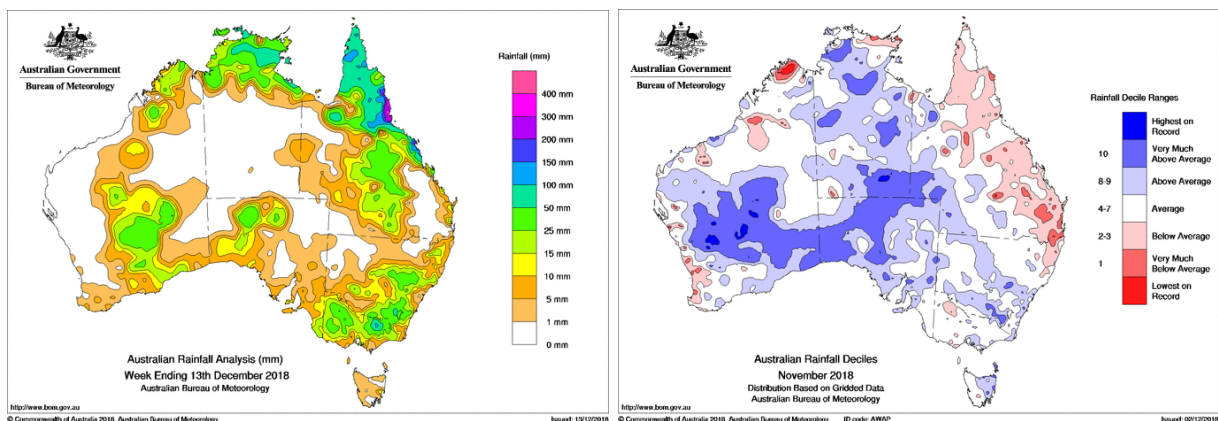 Australian Government
Bureau of Meteorology
Rainfall (mm)
400 mm
300 mm
200 mm
150 mm
100 mm
50 mm
25 mm
15 mm
10 mm
5 mm
1 mm
0 mm
Australian Rainfall Analysis (mm)
Week Ending 13th December 2018
Australian Bureau of Meteorology
http://www.bom.gov.au
© Commonwealth of Australia 2018, Australian Bureau of Meteorology
Issued: 13/12/2018
Australian Government
Bureau of Meteorology
Rainfall Decile Ranges
Highest on
Record
10
Very Much
Above Average
8-9
Above Average
4-7
Average
2-3
Below Average
1
Very Much
Below Average
Lowest on
Record
Australian Rainfall Deciles
November 2018
Distribution Based on Gridded Data
Australian Bureau of Meteorology
http://www.bom.gov.au
© Commonwealth of Australia 2018, Australian Bureau of Meteorology
ID code: AWAP
Issued: 02/12/2018